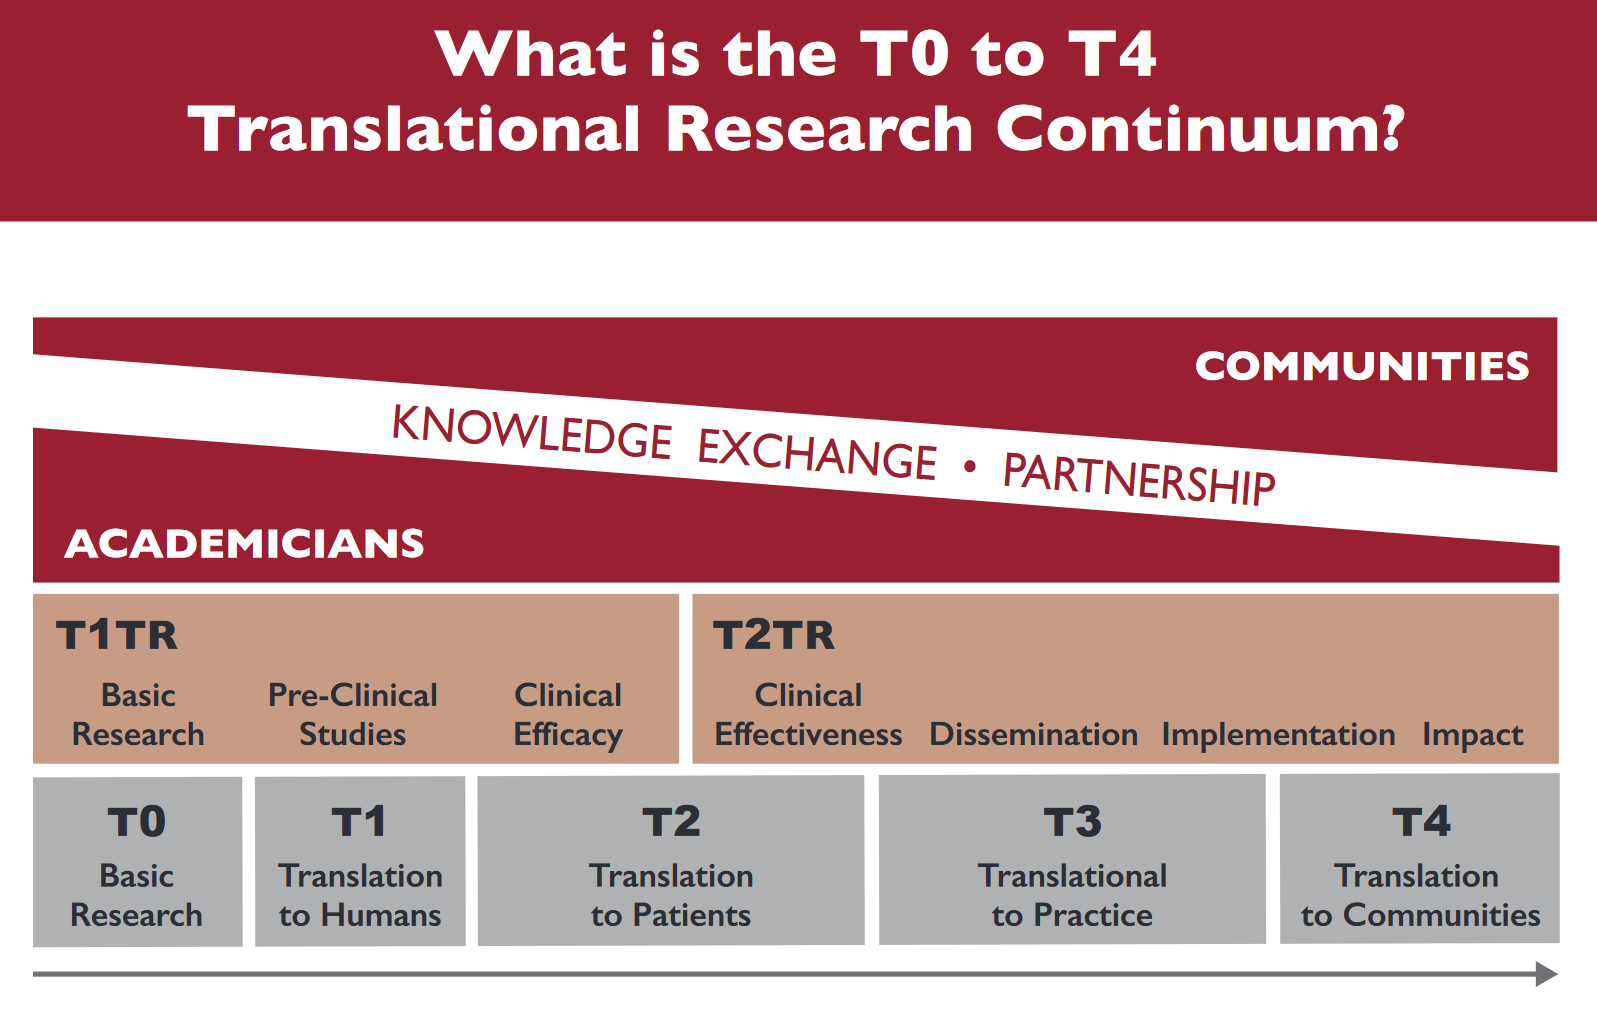 What is the T0 to T4
Translational Research Continuum?
COMMUNITIES
KNOWLEDGE EXCHANGE • PARTNERSHIP
ACADEMICIANS
T1TR
Basic
Research
Pre-Clinical
Studies
Clinical
Efficacy
T2TR
Clinical
Effectiveness
Dissemination
Implementation
Impact
T0
Basic
Research
T1
Translation
to Humans
T2
Translation
to Patients
T3
Translational
to Practice
T4
Translation
to Communities